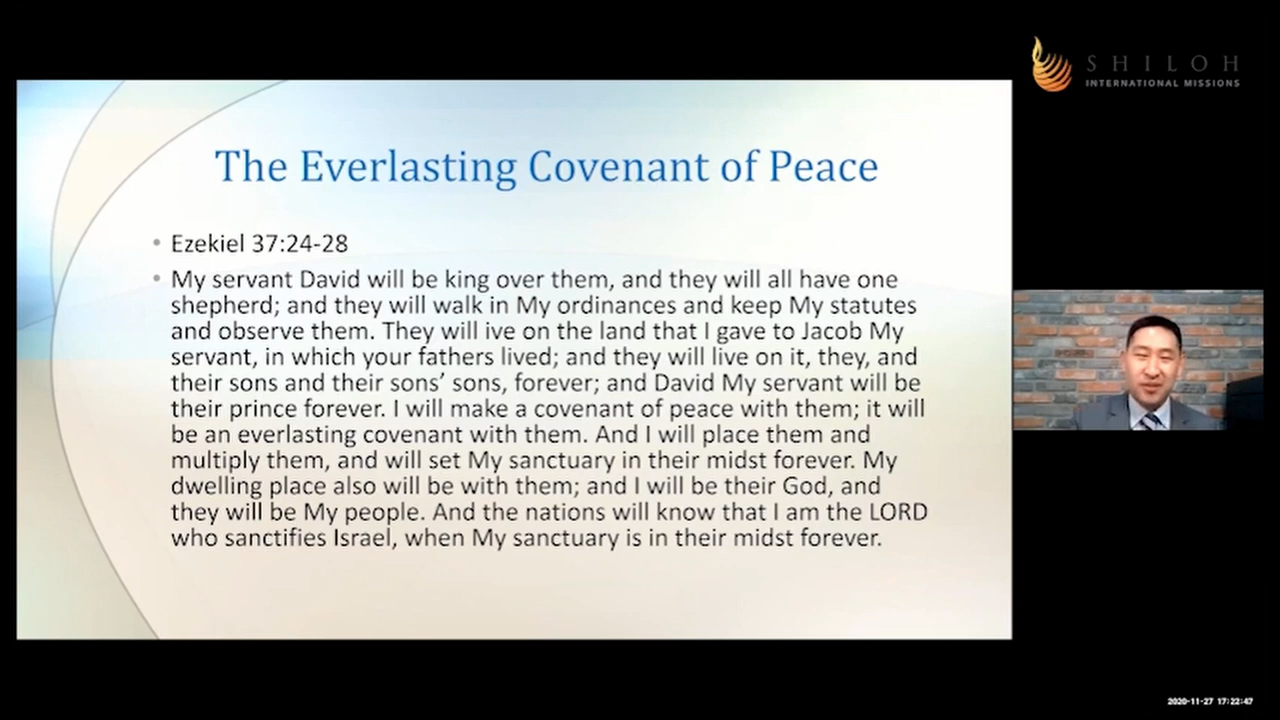 SHILOH
INTERNATIONAL MISSIONS
The Everlasting Covenant of Peace
• Ezekiel 37:24-28
• My servant David will be king over them, and they will all have one
shepherd; and they will walk in My ordinances and keep My statutes
and observe them. They will ive on the land that I gave to Jacob My
servant, in which your fathers lived; and they will live on it, they, and
their sons and their sons’ sons, forever; and David My servant will be
their prince forever. I will make a covenant of peace with them; it will
be an everlasting covenant with them. And I will place them and
multiply them, and will set My sanctuary in their midst forever. My
dwelling place also will be with them; and I will be their God, and
they will be My people. And the nations will know that I am the LORD
who sanctifies Israel, when My sanctuary is in their midst forever.
2020-11-27 17:22:47